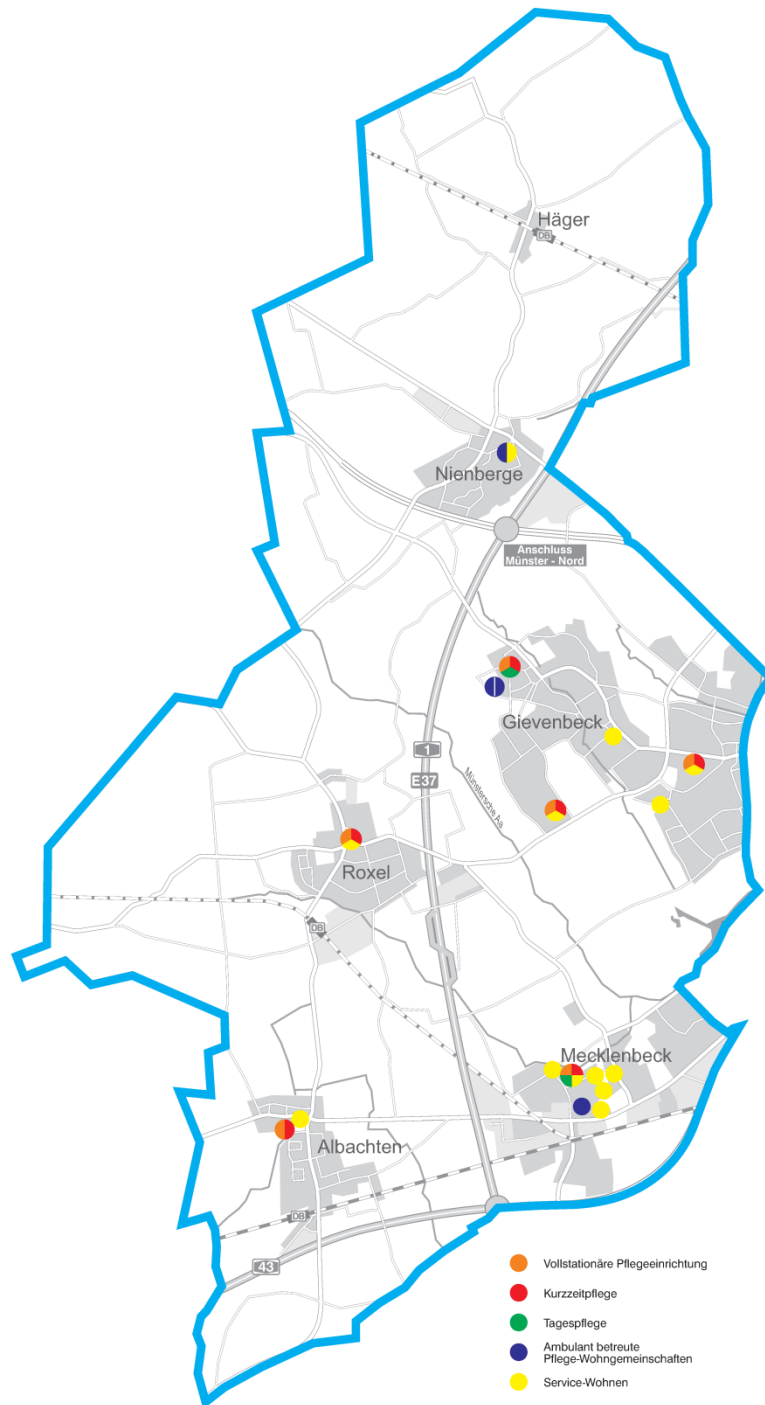 Häger
DB
Nienberge
Anschluss
Münster - Nord
Gievenbeck
1
E37
Münstersche Aa
Roxel
DB
Mecklenbeck
Albachten
DB
43
Vollstationäre Pflegeeinrichtung
Kurzzeitpflege
Tagespflege
Ambulant betreute
Pflege-Wohngemeinschaften
Service-Wohnen